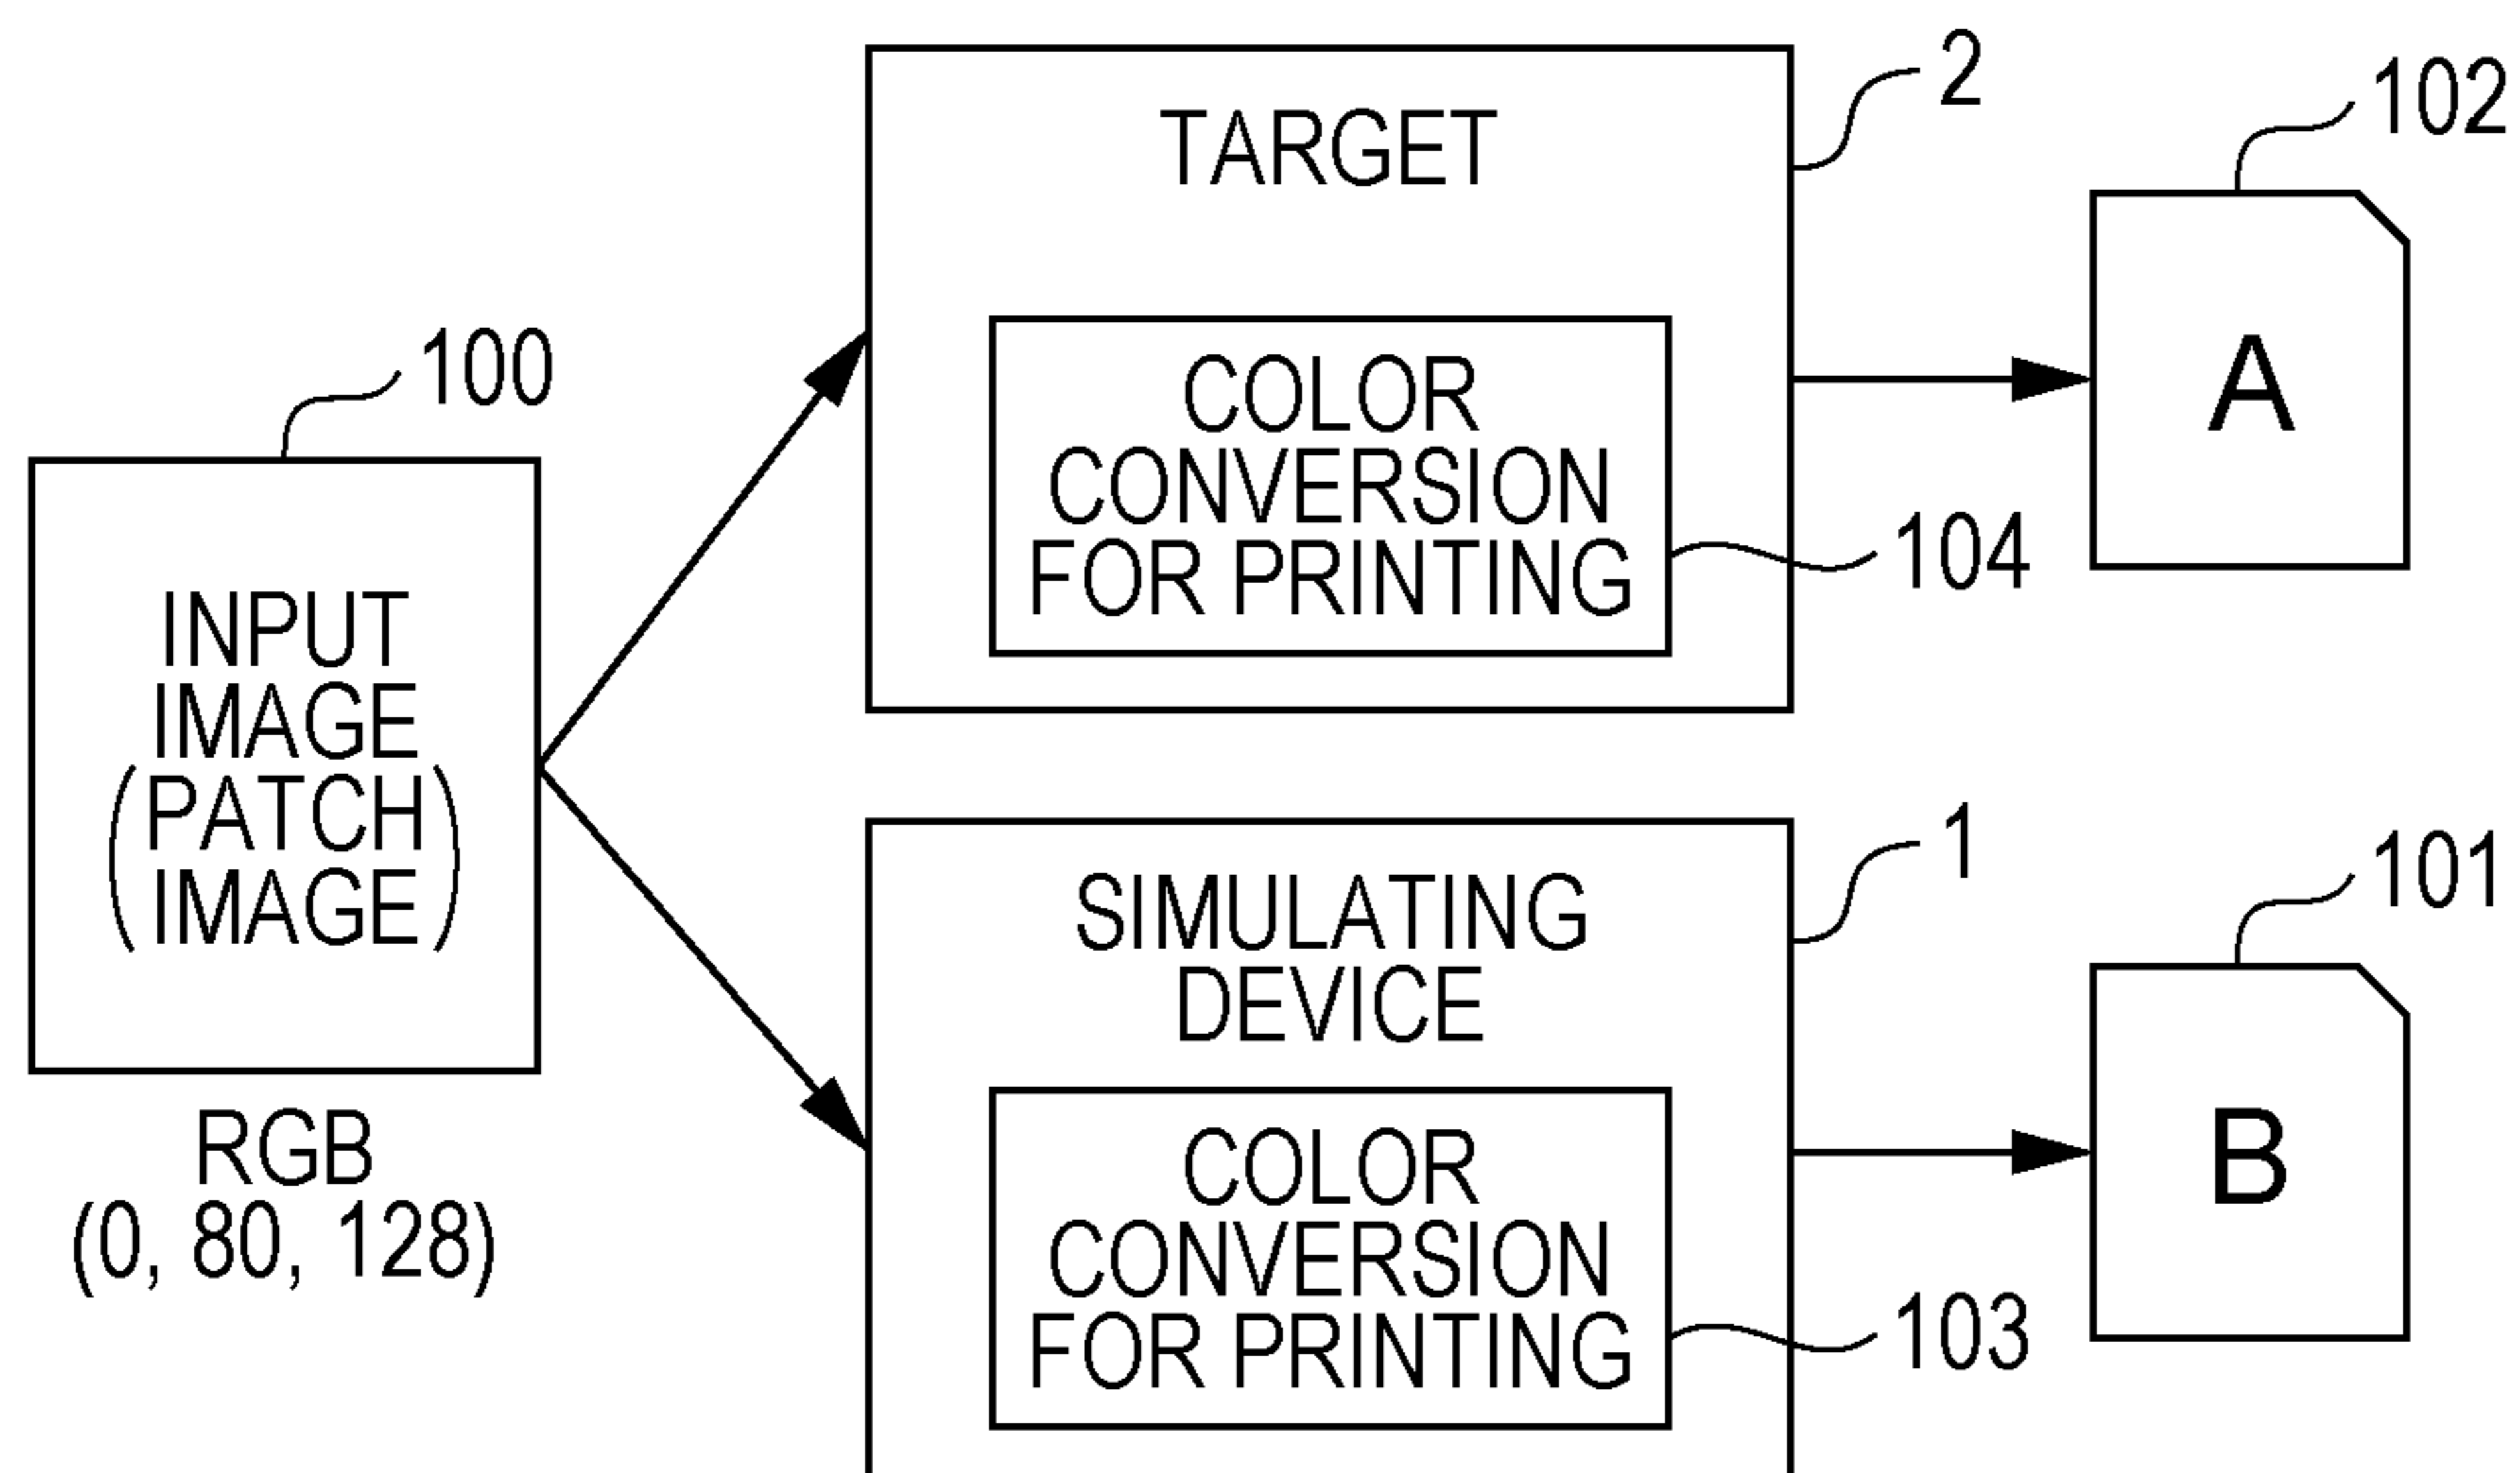 100
INPUT
IMAGE
(PATCH
IMAGE)
RGB
(0, 80, 128)
2
TARGET
COLOR
CONVERSION
FOR PRINTING
104
102
A
1
SIMULATING
DEVICE
COLOR
CONVERSION
FOR PRINTING
103
101
B